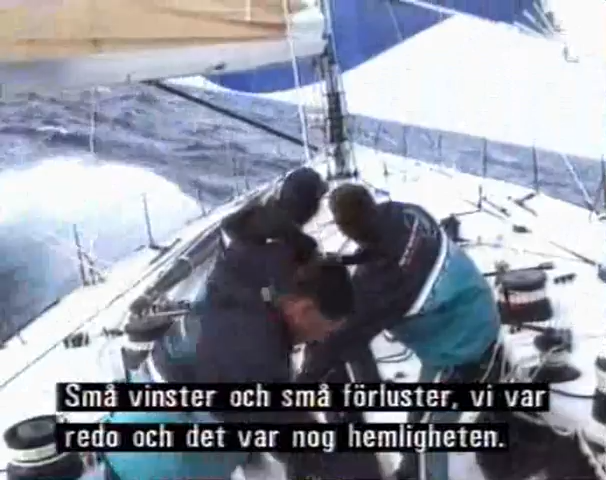 Små vinster och små förluster, vi var
redo och det var nog hemligheten.